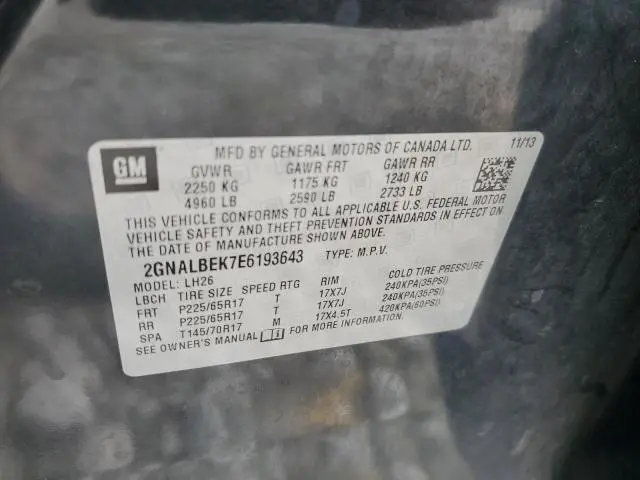 GM
MFD BY GENERAL MOTORS OF CANADA LTD. 11/13
GVWR GAWR FRT GAWR RR
2250 KG 1175 KG 1240 KG
4960 LB 2590 LB 2733 LB
THIS VEHICLE CONFORMS TO ALL APPLICABLE U.S. FEDERAL MOTOR
VEHICLE SAFETY AND THEFT PREVENTION STANDARDS IN EFFECT ON
THE DATE OF MANUFACTURE SHOWN ABOVE.
2GNALBEK7E6193643 TYPE: M.P.V.
MODEL: LH26
LBCH TIRE SIZE SPEED RTG RIM COLD TIRE PRESSURE
FRT P225/65R17 T 17X7J 240KPA(35PSI)
RR P225/65R17 T 17X7J 240KPA(35PSI)
SPA T145/70R17 M 17X4.5T 420KPA(60PSI)
SEE OWNER'S MANUAL FOR MORE INFORMATION.